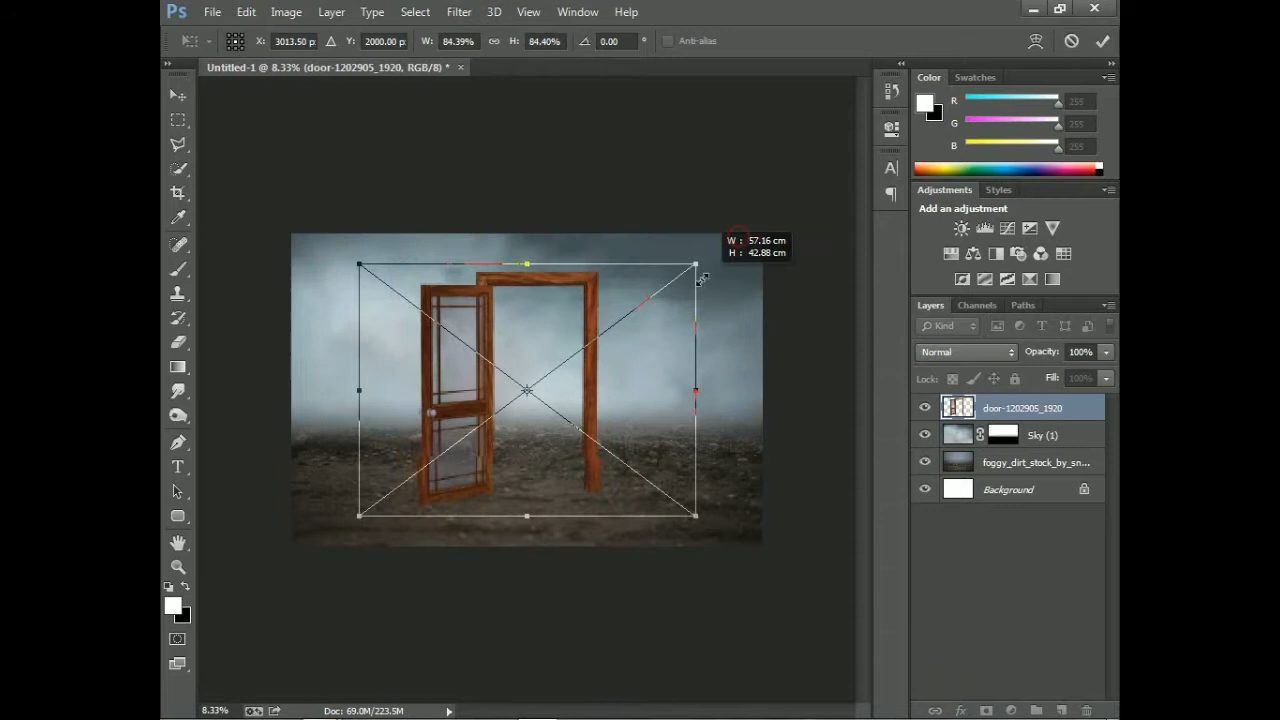 Ps File Edit Image Layer Type Select Filter 3D View Window Help
X: 3013.50 p: Y: 2000.00 p: W: 84.39% H: 84.40% 0.00 ° Anti-alias
Untitled-1 @ 8.33% (door-1202905_1920, RGB/8) * ×
Color Swatches
R 255
G 255
B 255
Adjustments Styles
Add an adjustment
W : 57.16 cm
H : 42.88 cm
Layers Channels Paths
Kind
Normal Opacity: 100%
Lock: Fill: 100%
door-1202905_1920
Sky (1)
foggy_dirt_stock_by_sn...
Background
8.33% Doc: 69.0M/223.5M